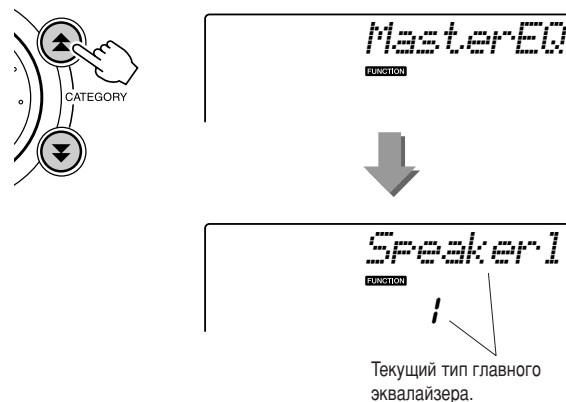 MasterEQ
FUNCTION
CATEGORY
Speaker1
FUNCTION
1
Текущий тип главного
эквалайзера.